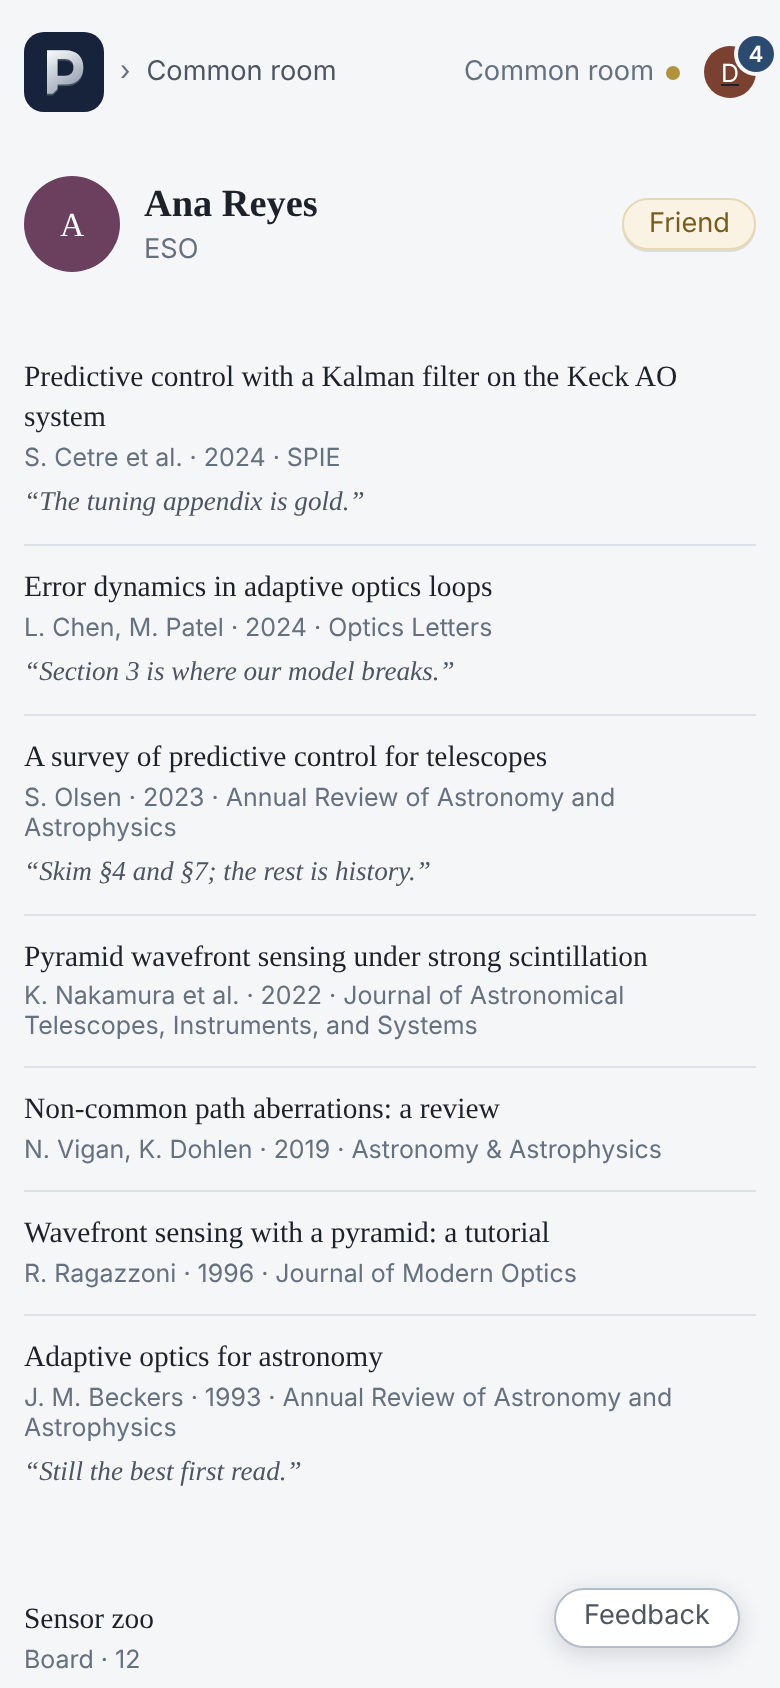 P › Common room Common room D 4
A Ana Reyes
ESO
Friend
Predictive control with a Kalman filter on the Keck AO
system
S. Cetre et al. · 2024 · SPIE
“The tuning appendix is gold.”
Error dynamics in adaptive optics loops
L. Chen, M. Patel · 2024 · Optics Letters
“Section 3 is where our model breaks.”
A survey of predictive control for telescopes
S. Olsen · 2023 · Annual Review of Astronomy and
Astrophysics
“Skim §4 and §7; the rest is history.”
Pyramid wavefront sensing under strong scintillation
K. Nakamura et al. · 2022 · Journal of Astronomical
Telescopes, Instruments, and Systems
Non-common path aberrations: a review
N. Vigan, K. Dohlen · 2019 · Astronomy & Astrophysics
Wavefront sensing with a pyramid: a tutorial
R. Ragazzoni · 1996 · Journal of Modern Optics
Adaptive optics for astronomy
J. M. Beckers · 1993 · Annual Review of Astronomy and
Astrophysics
“Still the best first read.”
Sensor zoo
Board · 12
Feedback